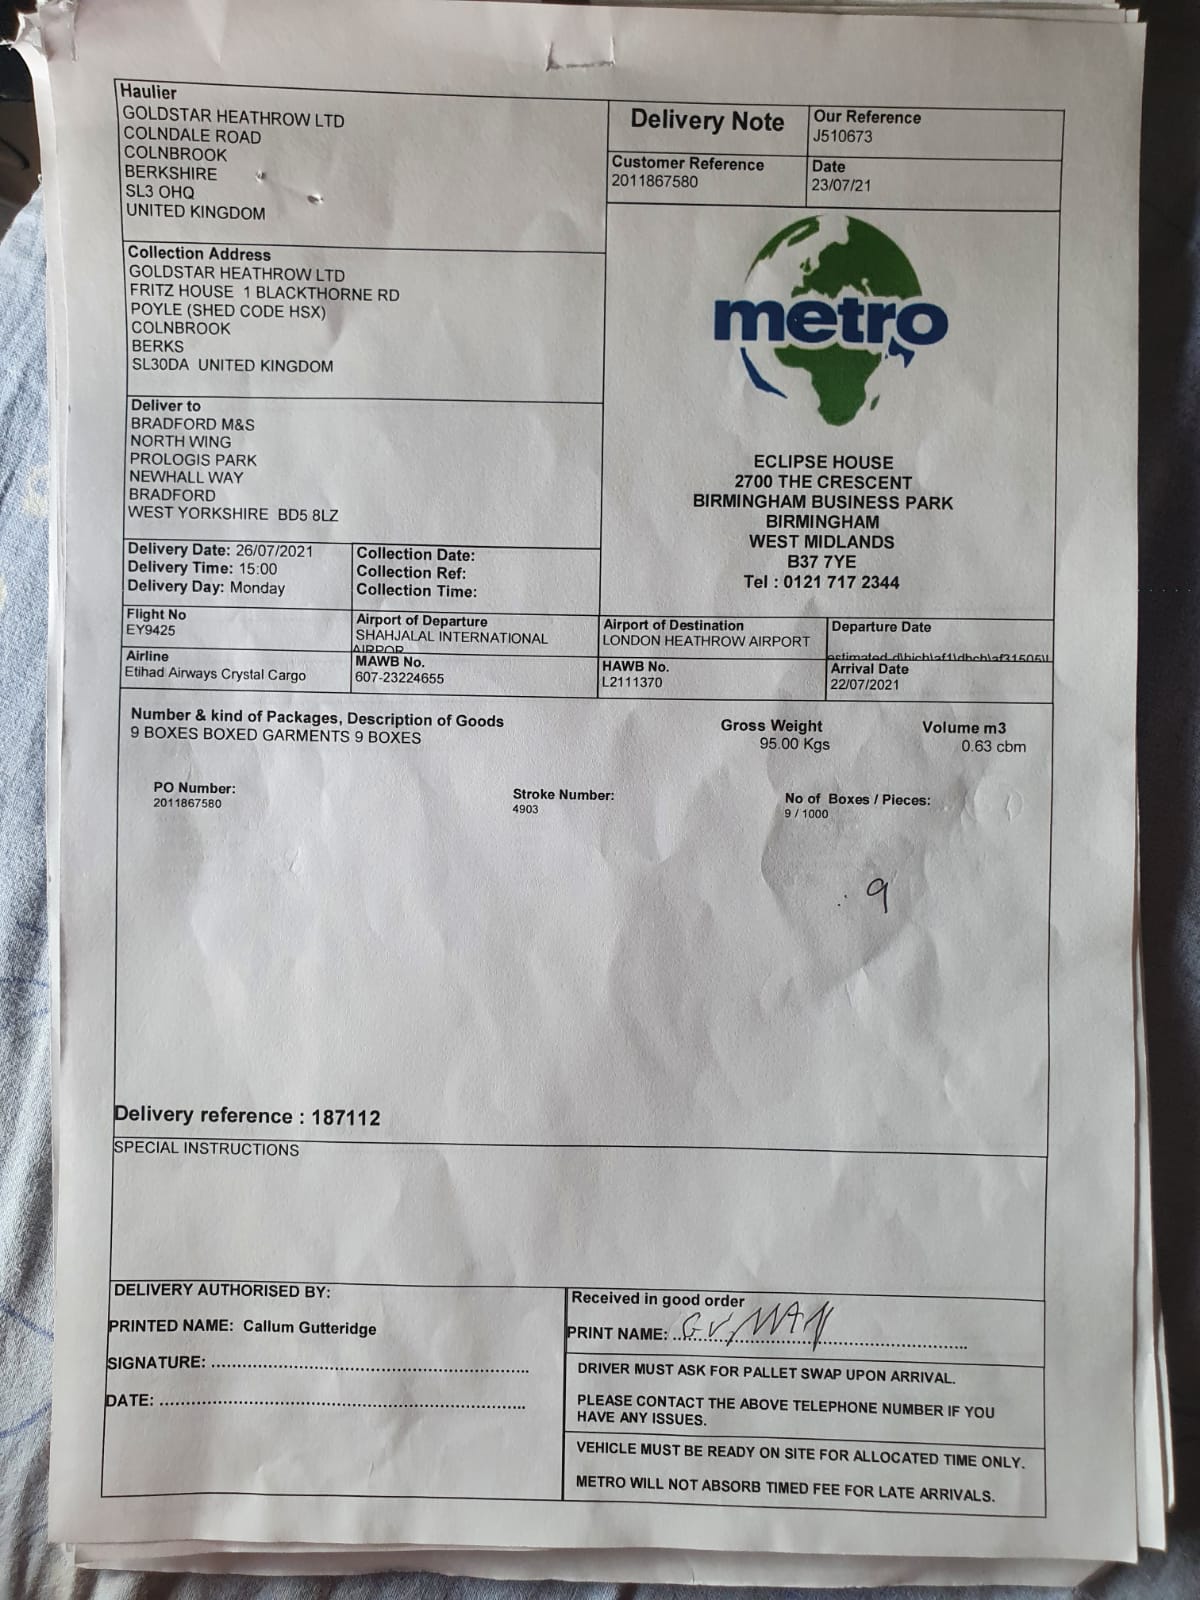 Haulier
GOLDSTAR HEATHROW LTD
COLNDALE ROAD
COLNBROOK
BERKSHIRE
SL3 OHQ
UNITED KINGDOM
Delivery Note
Our Reference
J510673
Customer Reference
2011867580
Date
23/07/21
Collection Address
GOLDSTAR HEATHROW LTD
FRITZ HOUSE 1 BLACKTHORNE RD
POYLE (SHED CODE HSX)
COLNBROOK
BERKS
SL30DA UNITED KINGDOM
metro
Deliver to
BRADFORD M&S
NORTH WING
PROLOGIS PARK
NEWHALL WAY
BRADFORD
WEST YORKSHIRE BD5 8LZ
ECLIPSE HOUSE
2700 THE CRESCENT
BIRMINGHAM BUSINESS PARK
BIRMINGHAM
WEST MIDLANDS
B37 7YE
Tel : 0121 717 2344
Delivery Date: 26/07/2021
Delivery Time: 15:00
Delivery Day: Monday
Collection Date:
Collection Ref:
Collection Time:
Flight No
EY9425
Airport of Departure
SHAHJALAL INTERNATIONAL
AIRPOR
Airport of Destination
LONDON HEATHROW AIRPORT
Departure Date
Airline
Etihad Airways Crystal Cargo
MAWB No.
607-23224655
HAWB No.
L2111370
Arrival Date
22/07/2021
Number & kind of Packages, Description of Goods
9 BOXES BOXED GARMENTS 9 BOXES
Gross Weight
95.00 Kgs
Volume m3
0.63 cbm
PO Number:
2011867580
Stroke Number:
4903
No of Boxes / Pieces:
9 / 1000
9
Delivery reference : 187112
SPECIAL INSTRUCTIONS
DELIVERY AUTHORISED BY:
PRINTED NAME: Callum Gutteridge
SIGNATURE: ..........
DATE: ..........
Received in good order
PRINT NAME:
DRIVER MUST ASK FOR PALLET SWAP UPON ARRIVAL.
PLEASE CONTACT THE ABOVE TELEPHONE NUMBER IF YOU
HAVE ANY ISSUES.
VEHICLE MUST BE READY ON SITE FOR ALLOCATED TIME ONLY.
METRO WILL NOT ABSORB TIMED FEE FOR LATE ARRIVALS.